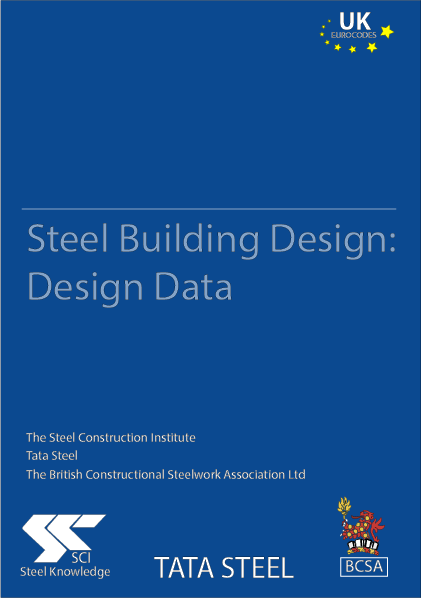 UK
EUROCODES
Steel Building Design:
Design Data
The Steel Construction Institute
Tata Steel
The British Constructional Steelwork Association Ltd
SCI
Steel Knowledge
TATA STEEL
BCSA